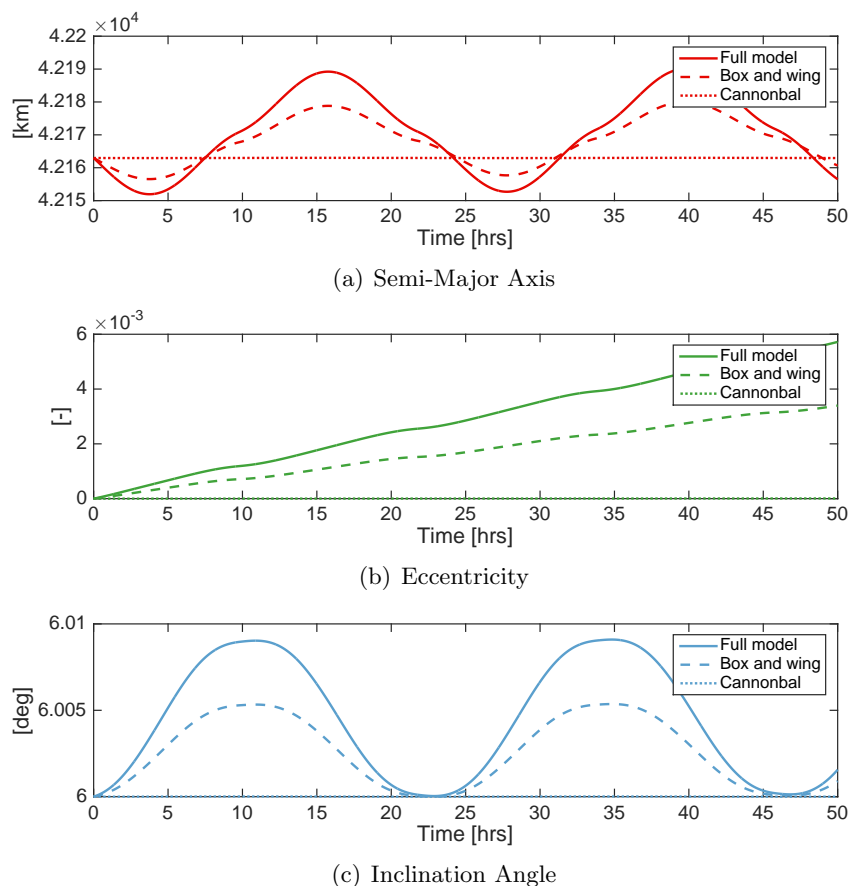 ×10⁴
4.22
4.219
4.218
4.217
4.216
4.215
[km]
Full model
Box and wing
Cannonbal
0 5 10 15 20 25 30 35 40 45 50
Time [hrs]
(a) Semi-Major Axis
×10⁻³
6
4
2
0
[-]
Full model
Box and wing
Cannonbal
0 5 10 15 20 25 30 35 40 45 50
Time [hrs]
(b) Eccentricity
6.01
6.005
6
[deg]
Full model
Box and wing
Cannonbal
0 5 10 15 20 25 30 35 40 45 50
Time [hrs]
(c) Inclination Angle